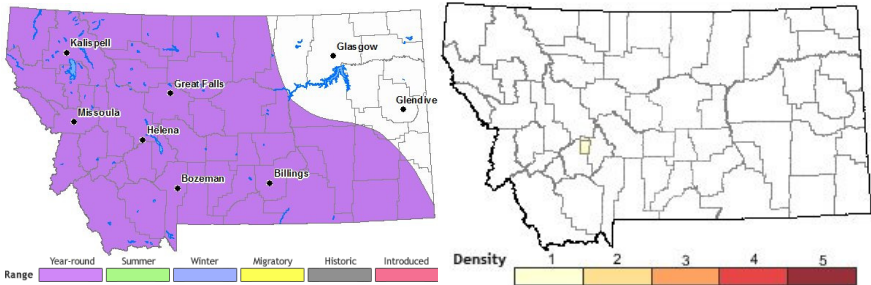 Kalispell
Glasgow
Great Falls
Glendive
Missoula
Helena
Bozeman
Billings
Range
Year-round
Summer
Winter
Migratory
Historic
Introduced
Density
1 2 3 4 5